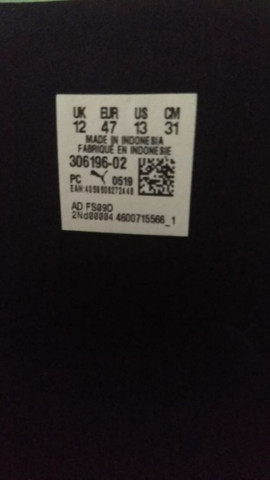 UK EUR US CM
12 47 13 31
MADE IN INDONESIA
FABRIQUE EN INDONESIE
306196-02
PC 0519
AD FS99D
4600715566_1